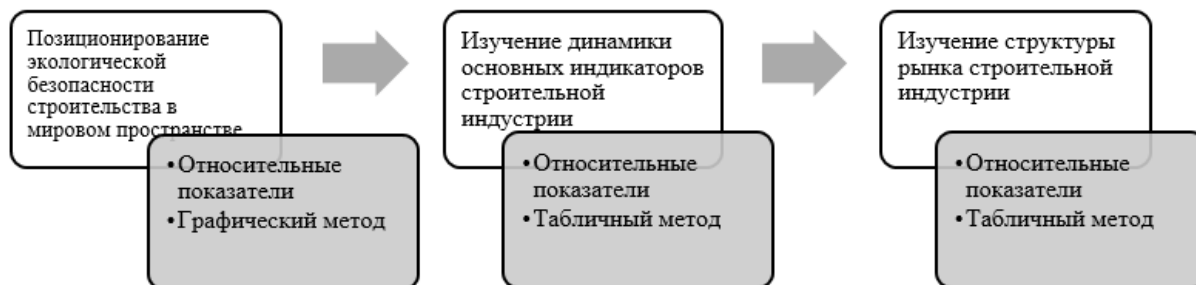 Позиционирование
экологической
безопасности
строительства в
мировом пространстве
•Относительные
показатели
•Графический метод
Изучение динамики
основных индикаторов
строительной
индустрии
•Относительные
показатели
•Табличный метод
Изучение структуры
рынка строительной
индустрии
•Относительные
показатели
•Табличный метод